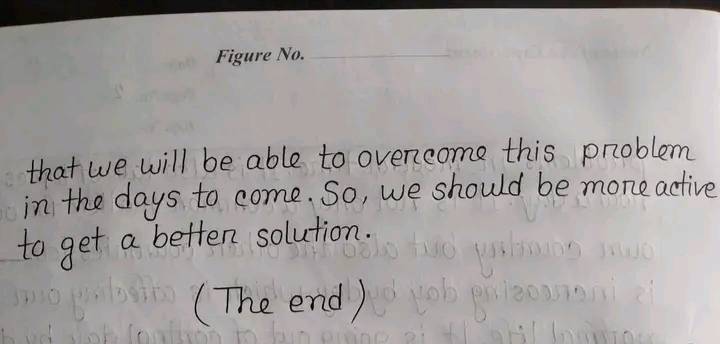 Figure No.
that we will be able to overcome this problem
in the days to come. So, we should be more active
to get a better solution.
(The end)